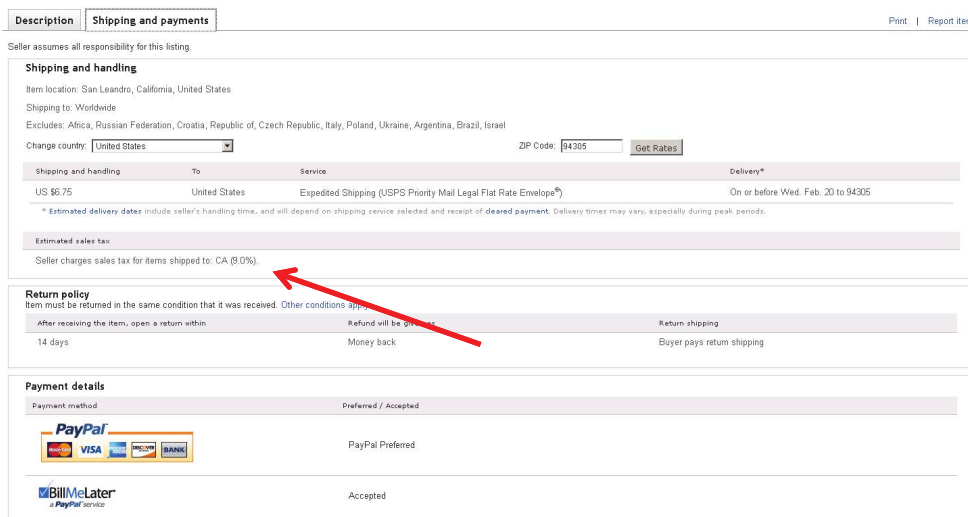 Description
Shipping and payments
Print | Report iter
Seller assumes all responsibility for this listing.
Shipping and handling
Item location: San Leandro, California, United States
Shipping to: Worldwide
Excludes: Africa, Russian Federation, Croatia, Republic of, Czech Republic, Italy, Poland, Ukraine, Argentina, Brazil, Israel
Change country: United States ZIP Code: 94305 Get Rates
Shipping and handling To Service Delivery*
US $6.75 United States Expedited Shipping (USPS Priority Mail Legal Flat Rate Envelope®) On or before Wed. Feb. 20 to 94305
* Estimated delivery dates include seller's handling time, and will depend on shipping service selected and receipt of cleared payment. Delivery times may vary, especially during peak periods.
Estimated sales tax
Seller charges sales tax for items shipped to: CA (9.0%).
Return policy
Item must be returned in the same condition that it was received. Other conditions apply
After receiving the item, open a return within Refund will be Return shipping
14 days Money back Buyer pays return shipping
Payment details
Payment method Preferred / Accepted
PayPal
MasterCard VISA DISCOVER BANK
PayPal Preferred
BillMeLater
a PayPal service
Accepted